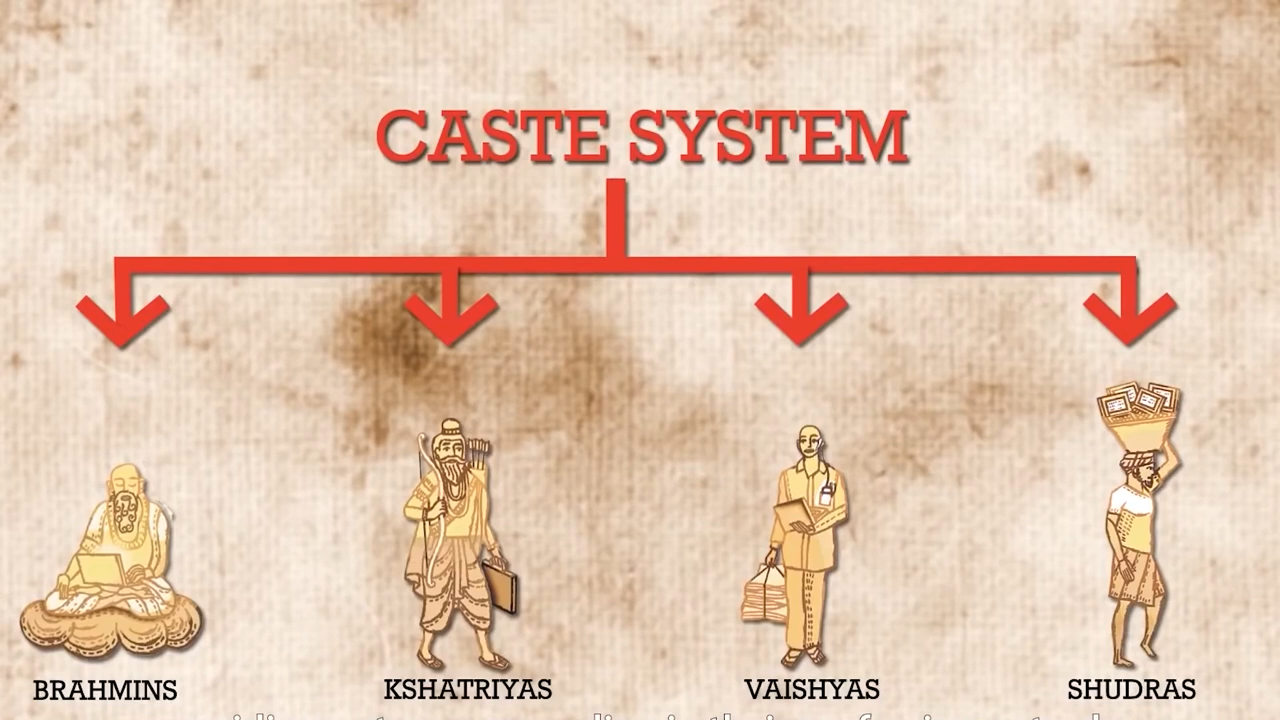 CASTE SYSTEM
BRAHMINS
KSHATRIYAS
VAISHYAS
SHUDRAS